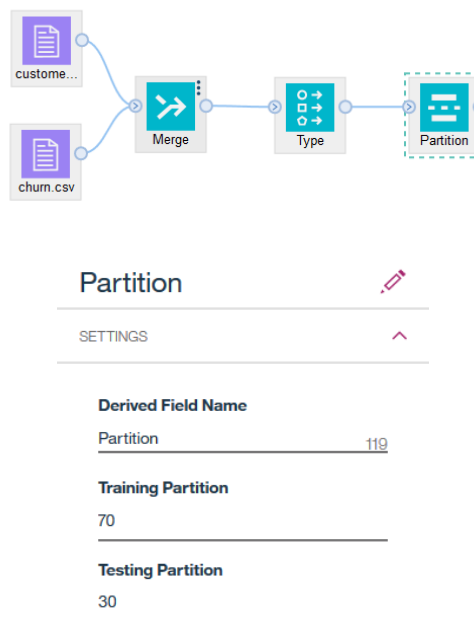 custome...
churn.csv
Merge
Type
Partition
Partition
SETTINGS
Derived Field Name
Partition
119
Training Partition
70
Testing Partition
30